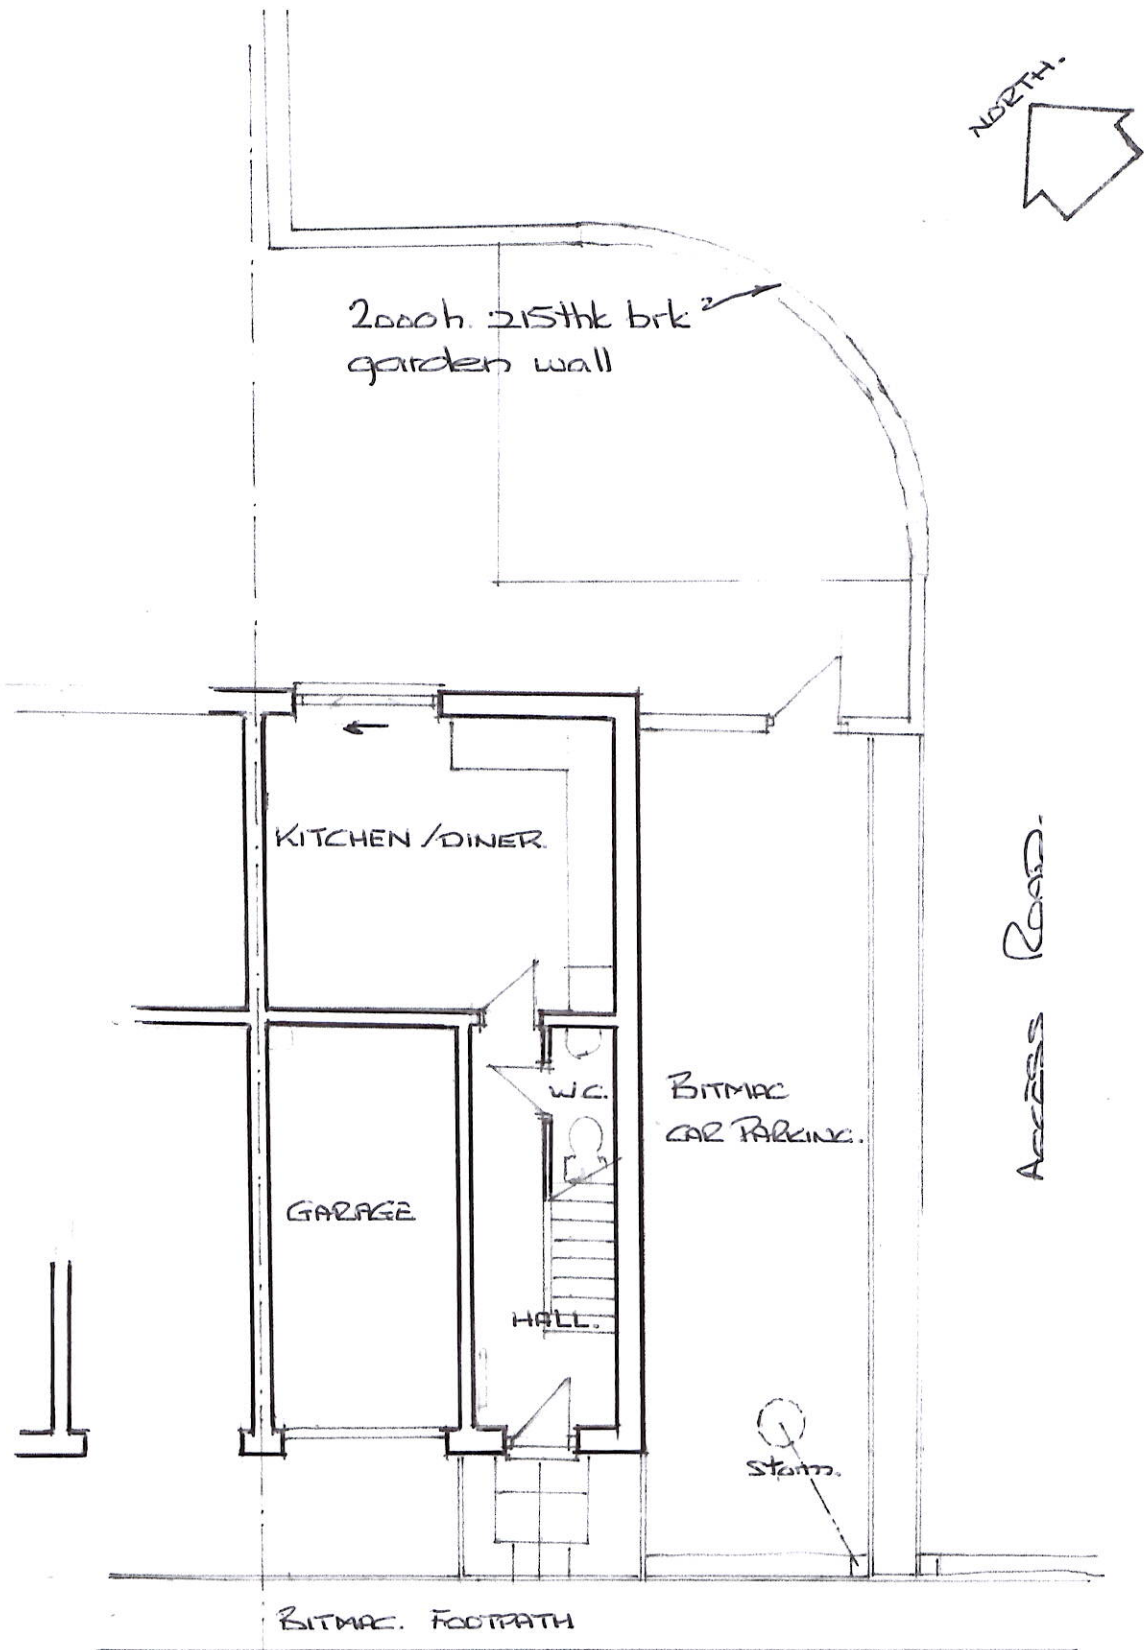 NORTH.
2000h. 215thk brk
garden wall
KITCHEN/DINER.
W.C.
BITMAC
CAR PARKING.
ACCESS ROAD.
GARAGE
HALL.
Storm.
BITMAC. FOOTPATH